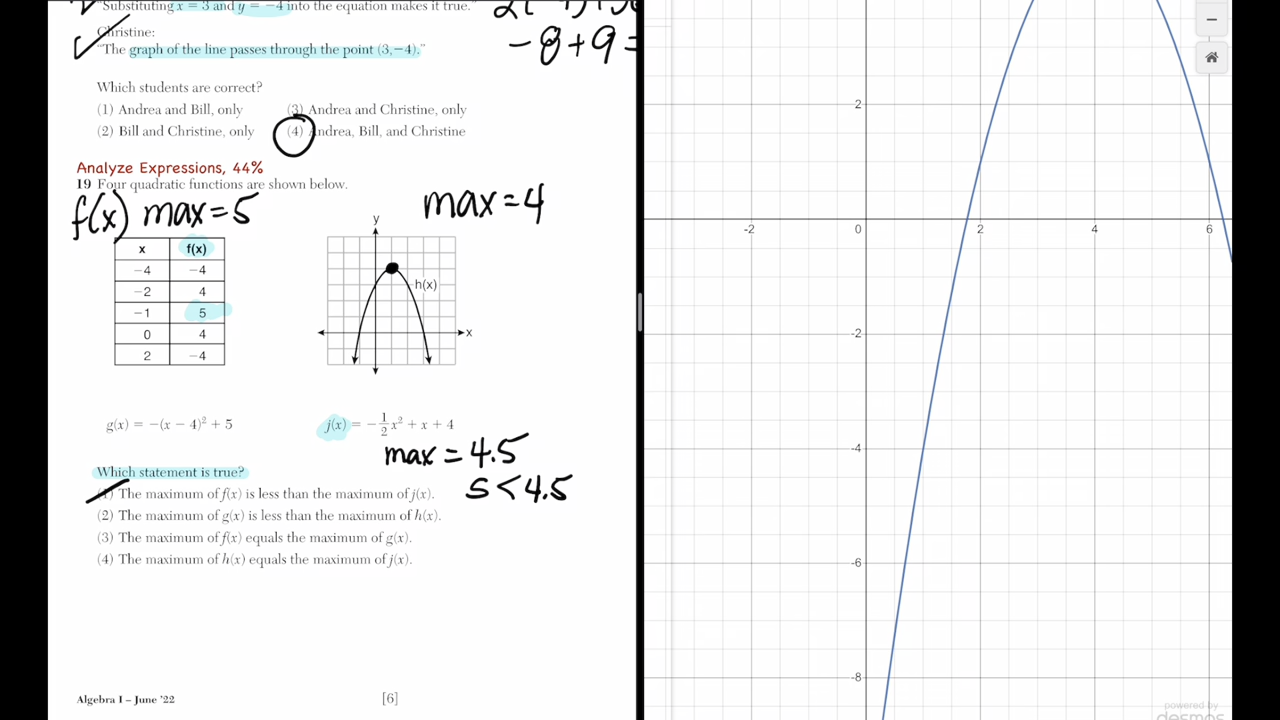 "Substituting x = 3 and y = −4 into the equation makes it true."
Christine:
"The graph of the line passes through the point (3,−4)."
−8+9=
Which students are correct?
(1) Andrea and Bill, only (3) Andrea and Christine, only
(2) Bill and Christine, only (4) Andrea, Bill, and Christine
Analyze Expressions, 44%
19 Four quadratic functions are shown below.
f(x) max=5
max=4
x f(x)
−4 −4
−2 4
−1 5
0 4
2 −4
y
h(x)
x
g(x) = −(x − 4)² + 5
j(x) = −1/2x² + x + 4
max = 4.5
Which statement is true?
(1) The maximum of f(x) is less than the maximum of j(x). 5 < 4.5
(2) The maximum of g(x) is less than the maximum of h(x).
(3) The maximum of f(x) equals the maximum of g(x).
(4) The maximum of h(x) equals the maximum of j(x).
Algebra I – June '22 [6]
2
-2 0 2 4 6
-2
-4
-6
-8
powered by
desmos